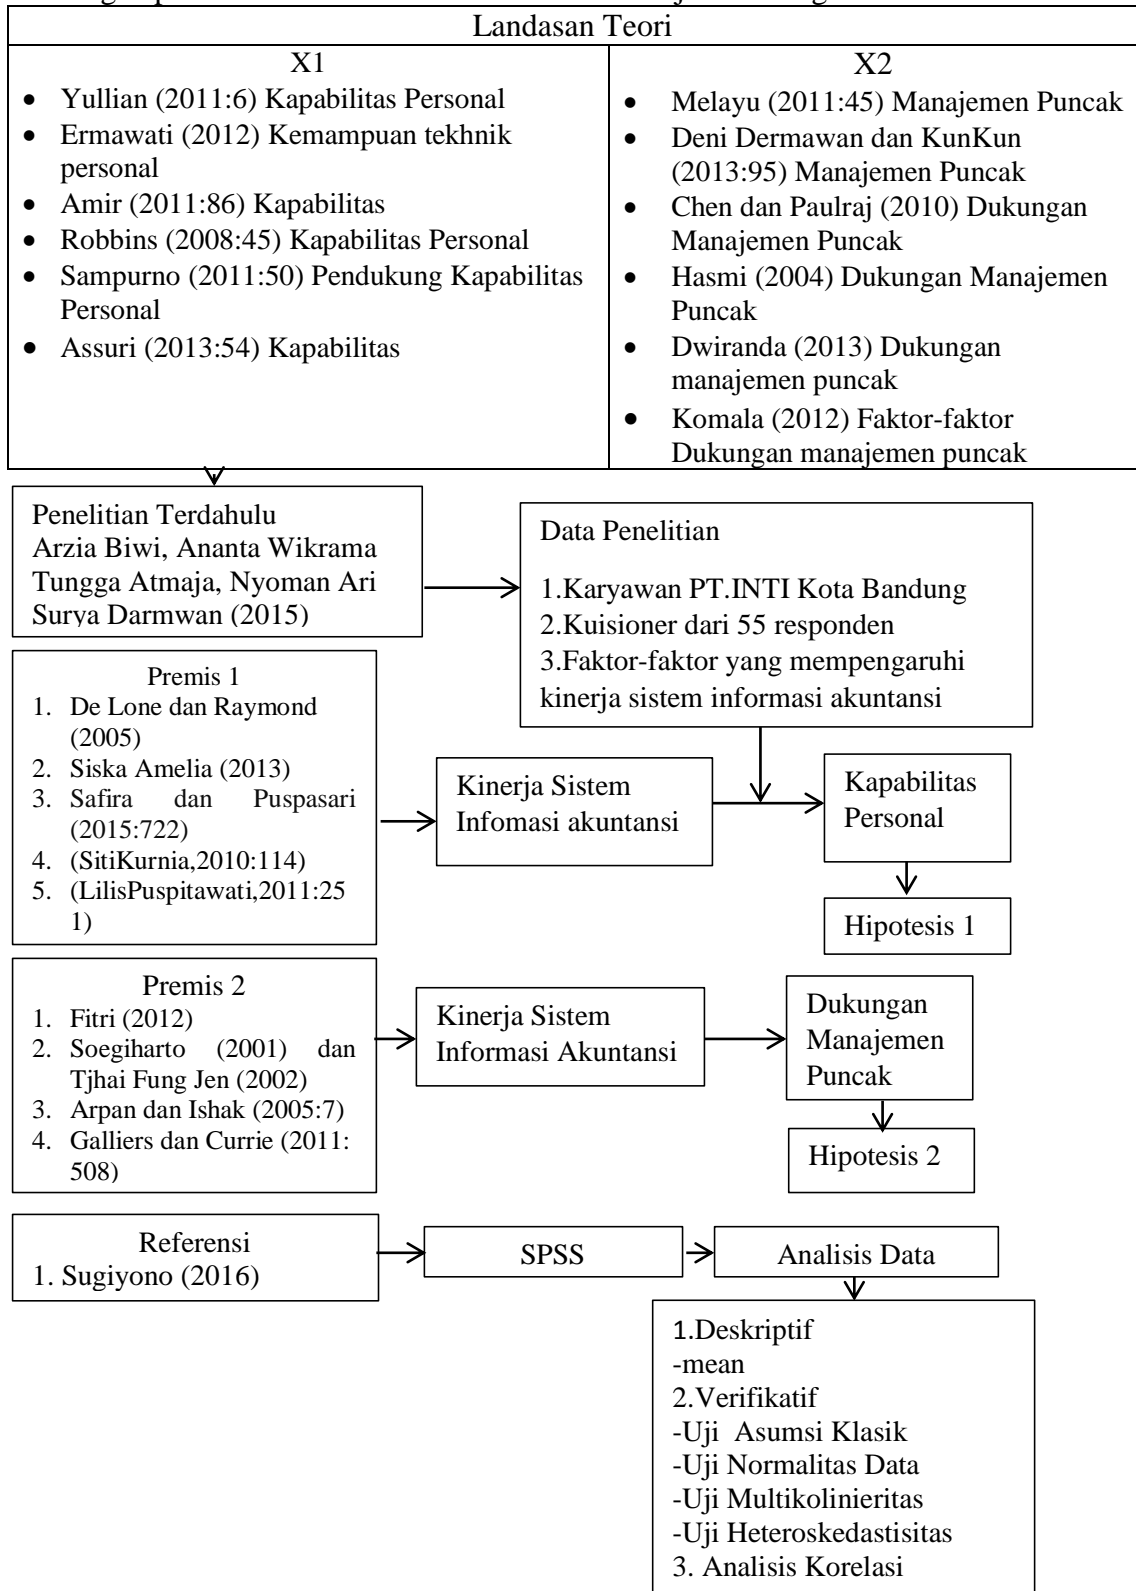 Landasan Teori
X1
• Yullian (2011:6) Kapabilitas Personal
• Ermawati (2012) Kemampuan tekhnik
personal
• Amir (2011:86) Kapabilitas
• Robbins (2008:45) Kapabilitas Personal
• Sampurno (2011:50) Pendukung Kapabilitas
Personal
• Assuri (2013:54) Kapabilitas
X2
• Melayu (2011:45) Manajemen Puncak
• Deni Dermawan dan KunKun
(2013:95) Manajemen Puncak
• Chen dan Paulraj (2010) Dukungan
Manajemen Puncak
• Hasmi (2004) Dukungan Manajemen
Puncak
• Dwiranda (2013) Dukungan
manajemen puncak
• Komala (2012) Faktor-faktor
Dukungan manajemen puncak
Penelitian Terdahulu
Arzia Biwi, Ananta Wikrama
Tungga Atmaja, Nyoman Ari
Surya Darmwan (2015)
Data Penelitian
1.Karyawan PT.INTI Kota Bandung
2.Kuisioner dari 55 responden
3.Faktor-faktor yang mempengaruhi
kinerja sistem informasi akuntansi
Premis 1
1. De Lone dan Raymond
(2005)
2. Siska Amelia (2013)
3. Safira dan Puspasari
(2015:722)
4. (SitiKurnia,2010:114)
5. (LilisPuspitawati,2011:25
1)
Kinerja Sistem
Infomasi akuntansi
Kapabilitas
Personal
Hipotesis 1
Premis 2
1. Fitri (2012)
2. Soegiharto (2001) dan
Tjhai Fung Jen (2002)
3. Arpan dan Ishak (2005:7)
4. Galliers dan Currie (2011:
508)
Kinerja Sistem
Informasi Akuntansi
Dukungan
Manajemen
Puncak
Hipotesis 2
Referensi
1. Sugiyono (2016)
SPSS
Analisis Data
1.Deskriptif
-mean
2.Verifikatif
-Uji Asumsi Klasik
-Uji Normalitas Data
-Uji Multikolinieritas
-Uji Heteroskedastisitas
3. Analisis Korelasi